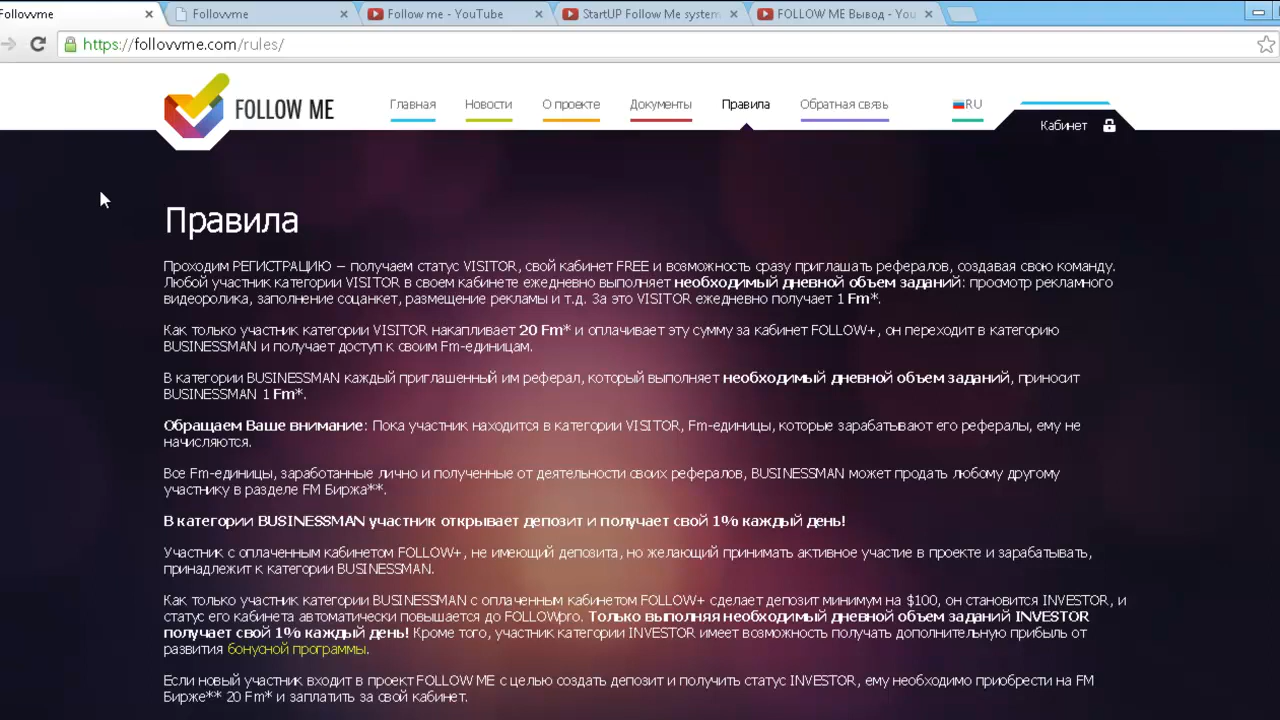 Follovvme
Follovvme
Follow me - YouTube
StartUP Follow Me system
FOLLOW ME Вывод - You
https://follovvme.com/rules/
FOLLOW ME
Главная
Новости
О проекте
Документы
Правила
Обратная связь
RU
Кабинет
Правила
Проходим РЕГИСТРАЦИЮ – получаем статус VISITOR, свой кабинет FREE и возможность сразу приглашать рефералов, создавая свою команду.
Любой участник категории VISITOR в своем кабинете ежедневно выполняет необходимый дневной объем заданий: просмотр рекламного
видеоролика, заполнение соцанкет, размещение рекламы и т.д. За это VISITOR ежедневно получает 1 Fm*.
Как только участник категории VISITOR накапливает 20 Fm* и оплачивает эту сумму за кабинет FOLLOW+, он переходит в категорию
BUSINESSMAN и получает доступ к своим Fm-единицам.
В категории BUSINESSMAN каждый приглашенный им реферал, который выполняет необходимый дневной объем заданий, приносит
BUSINESSMAN 1 Fm*.
Обращаем Ваше внимание: Пока участник находится в категории VISITOR, Fm-единицы, которые зарабатывают его рефералы, ему не
начисляются.
Все Fm-единицы, заработанные лично и полученные от деятельности своих рефералов, BUSINESSMAN может продать любому другому
участнику в разделе FM Биржа**.
В категории BUSINESSMAN участник открывает депозит и получает свой 1% каждый день!
Участник с оплаченным кабинетом FOLLOW+, не имеющий депозита, но желающий принимать активное участие в проекте и зарабатывать,
принадлежит к категории BUSINESSMAN.
Как только участник категории BUSINESSMAN с оплаченным кабинетом FOLLOW+ сделает депозит минимум на $100, он становится INVESTOR, и
статус его кабинета автоматически повышается до FOLLOWpro. Только выполняя необходимый дневной объем заданий INVESTOR
получает свой 1% каждый день! Кроме того, участник категории INVESTOR имеет возможность получать дополнительную прибыль от
развития бонусной программы.
Если новый участник входит в проект FOLLOW ME с целью создать депозит и получить статус INVESTOR, ему необходимо приобрести на FM
Бирже** 20 Fm* и заплатить за свой кабинет.